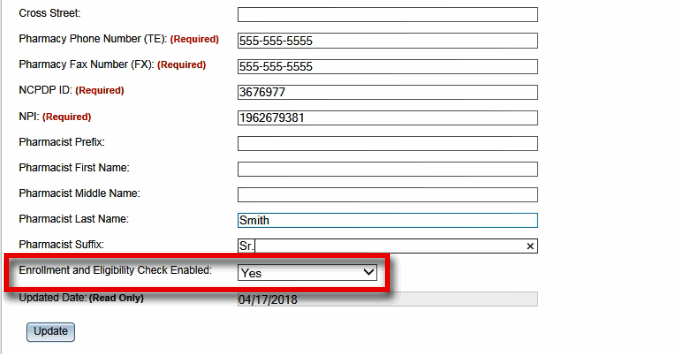 Cross Street:
Pharmacy Phone Number (TE): (Required) 555-555-5555
Pharmacy Fax Number (FX): (Required) 555-555-5555
NCPDP ID: (Required) 3676977
NPI: (Required) 1962679381
Pharmacist Prefix:
Pharmacist First Name:
Pharmacist Middle Name:
Pharmacist Last Name: Smith
Pharmacist Suffix: Sr. ×
Enrollment and Eligibility Check Enabled: Yes
Updated Date: (Read Only) 04/17/2018
Update